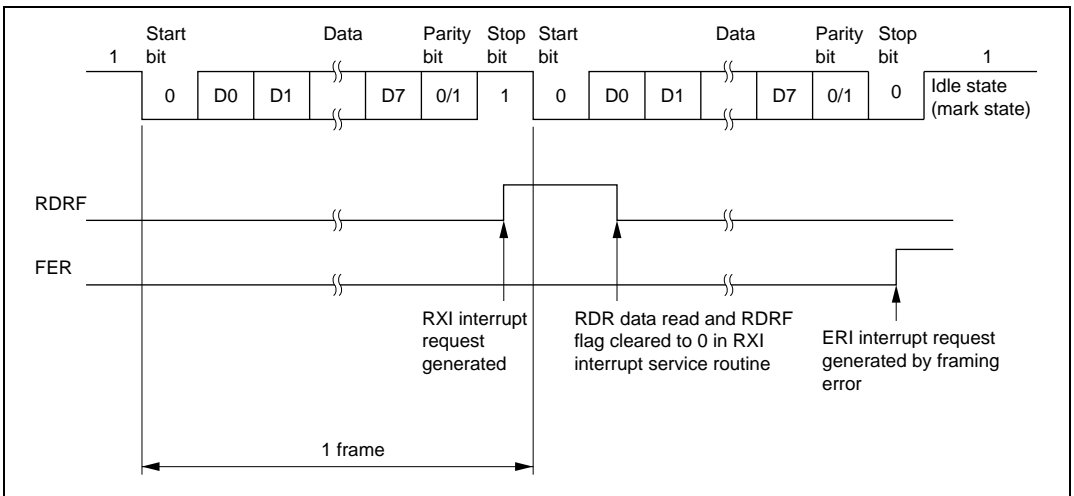 Start
bit
Data
Parity
bit
Stop
bit
Start
bit
Data
Parity
bit
Stop
bit
1
1
0
D0
D1
D7
0/1
1
0
D0
D1
D7
0/1
0
Idle state
(mark state)
RDRF
FER
RXI interrupt
request
generated
RDR data read and RDRF
flag cleared to 0 in RXI
interrupt service routine
ERI interrupt request
generated by framing
error
1 frame